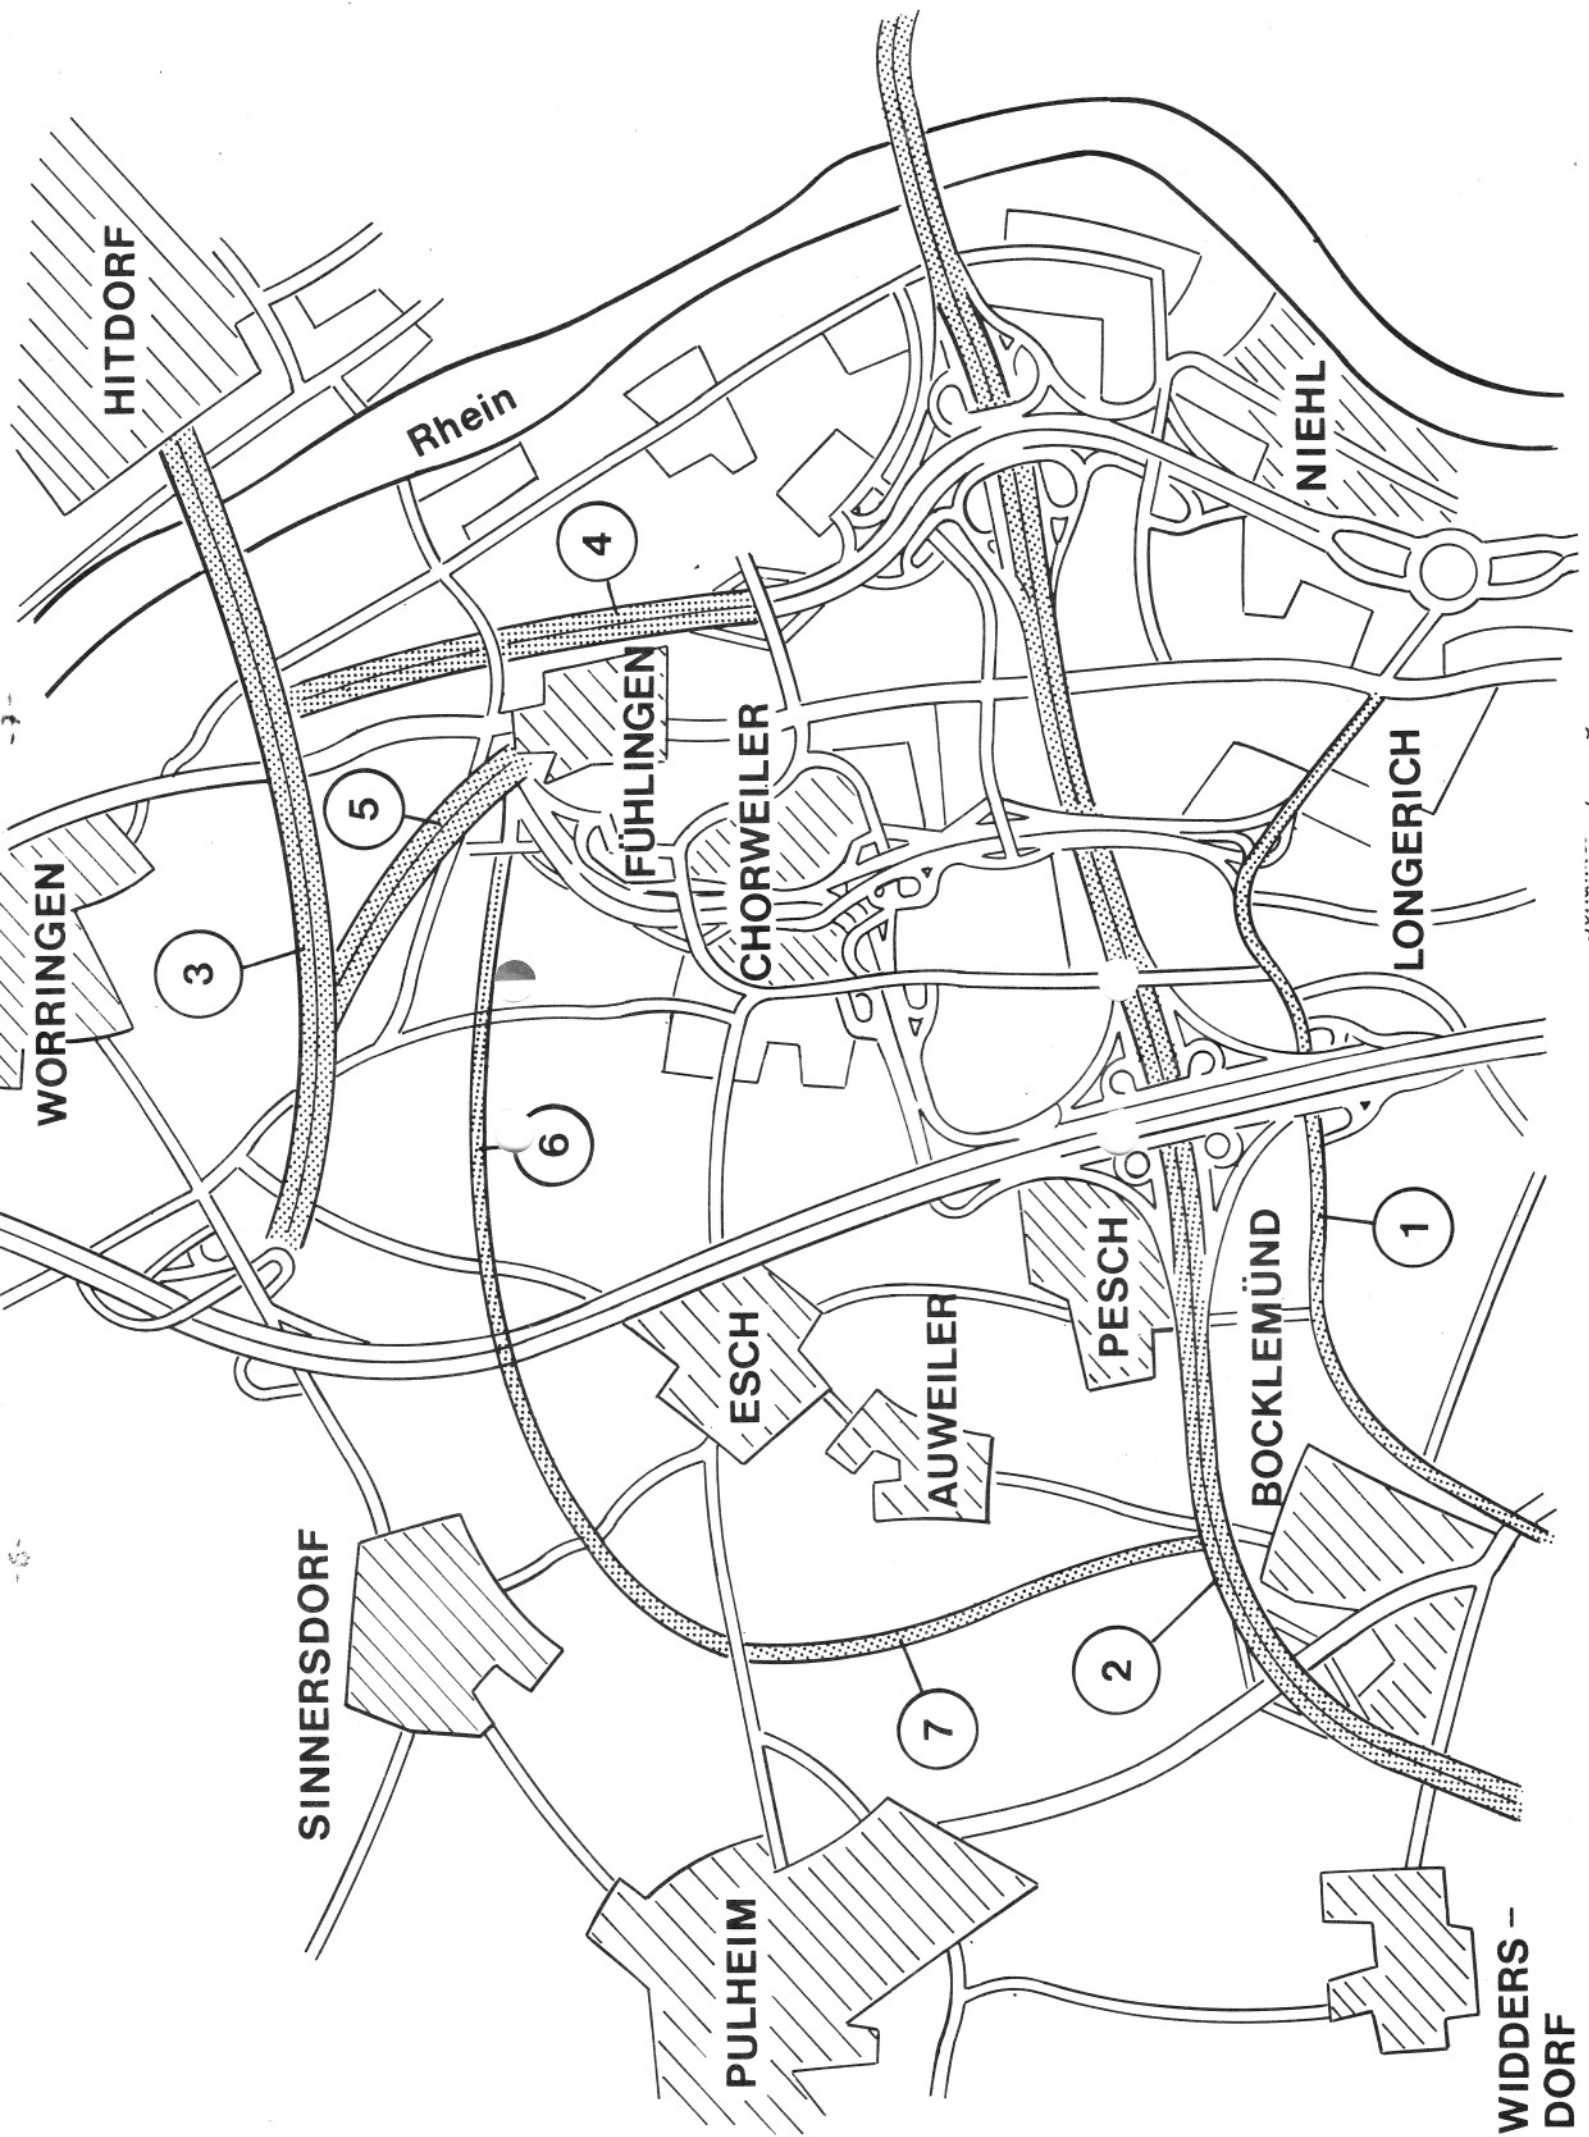 HITDORF
Rhein
NIEHL
4
WORRINGEN
3
5
FÜHLINGEN
CHORWEILER
LONGERICH
6
ESCH
AUWEILER
PESCH
BOCKLEMÜND
1
SINNERSDORF
7
2
PULHEIM
WIDDERS-
DORF